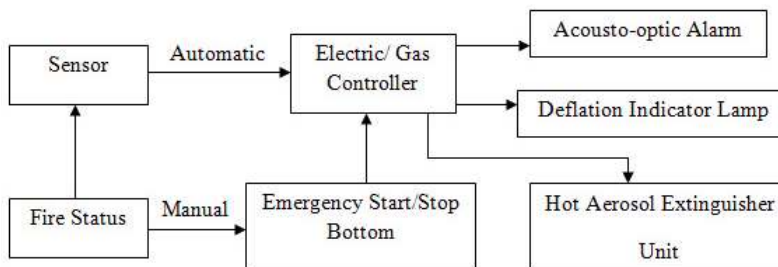 Acousto-optic Alarm
Sensor
Automatic
Electric/ Gas
Controller
Deflation Indicator Lamp
Fire Status
Manual
Emergency Start/Stop
Bottom
Hot Aerosol Extinguisher
Unit